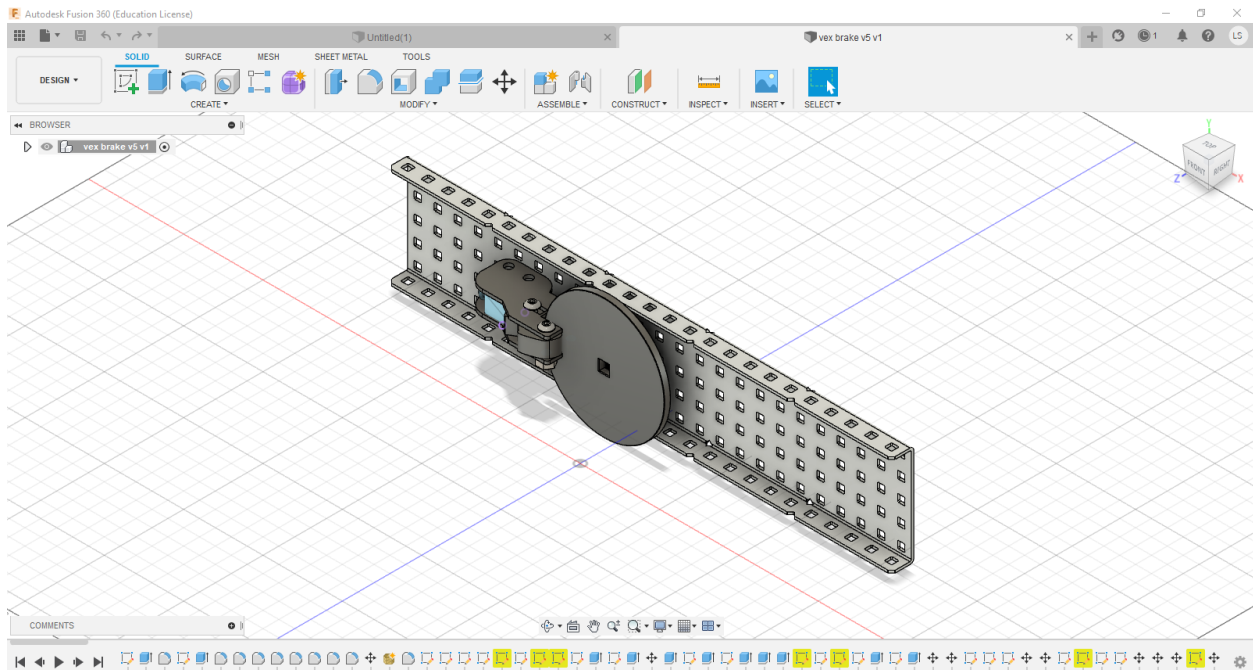 Autodesk Fusion 360 (Education License)
Untitled(1)
vex brake v5 v1
1
LS
SOLID
SURFACE
MESH
SHEET METAL
TOOLS
DESIGN
CREATE
MODIFY
ASSEMBLE
CONSTRUCT
INSPECT
INSERT
SELECT
BROWSER
vex brake v5 v1
Y
TOP
FRONT
RIGHT
Z
X
COMMENTS